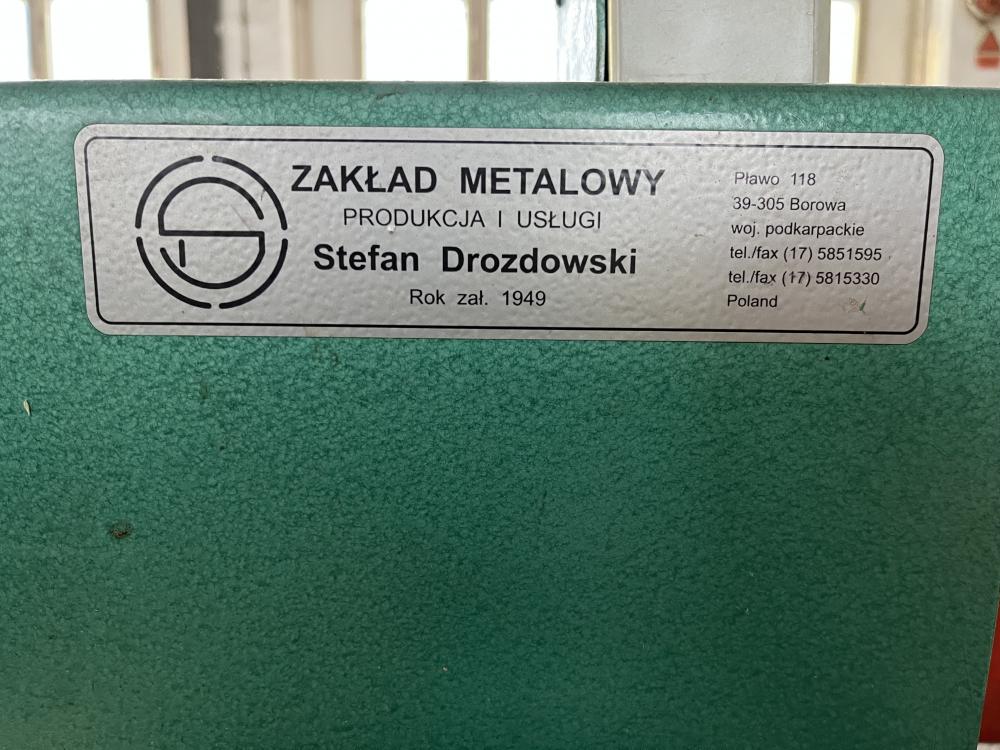 ZAKŁAD METALOWY
PRODUKCJA I USŁUGI
Stefan Drozdowski
Rok zał. 1949
Pławo 118
39-305 Borowa
woj. podkarpackie
tel./fax (17) 5851595
tel./fax (17) 5815330
Poland